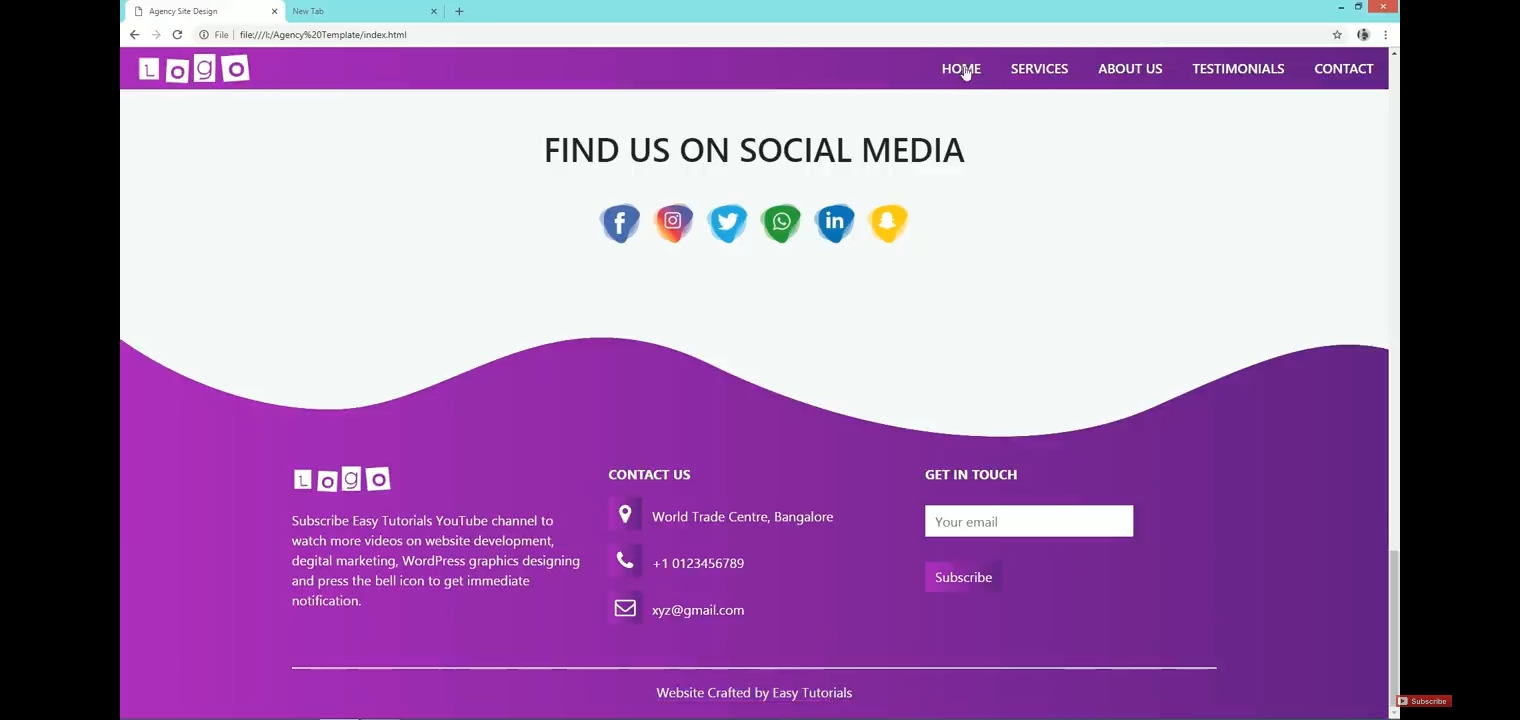 Agency Site Design
New Tab
File
file:///I:/Agency%20Template/index.html
LOgO
HOME
SERVICES
ABOUT US
TESTIMONIALS
CONTACT
FIND US ON SOCIAL MEDIA
f
in
LOgO
Subscribe Easy Tutorials YouTube channel to
watch more videos on website development,
degital marketing, WordPress graphics designing
and press the bell icon to get immediate
notification.
CONTACT US
World Trade Centre, Bangalore
+1 0123456789
xyz@gmail.com
GET IN TOUCH
Your email
Subscribe
Website Crafted by Easy Tutorials
Subscribe